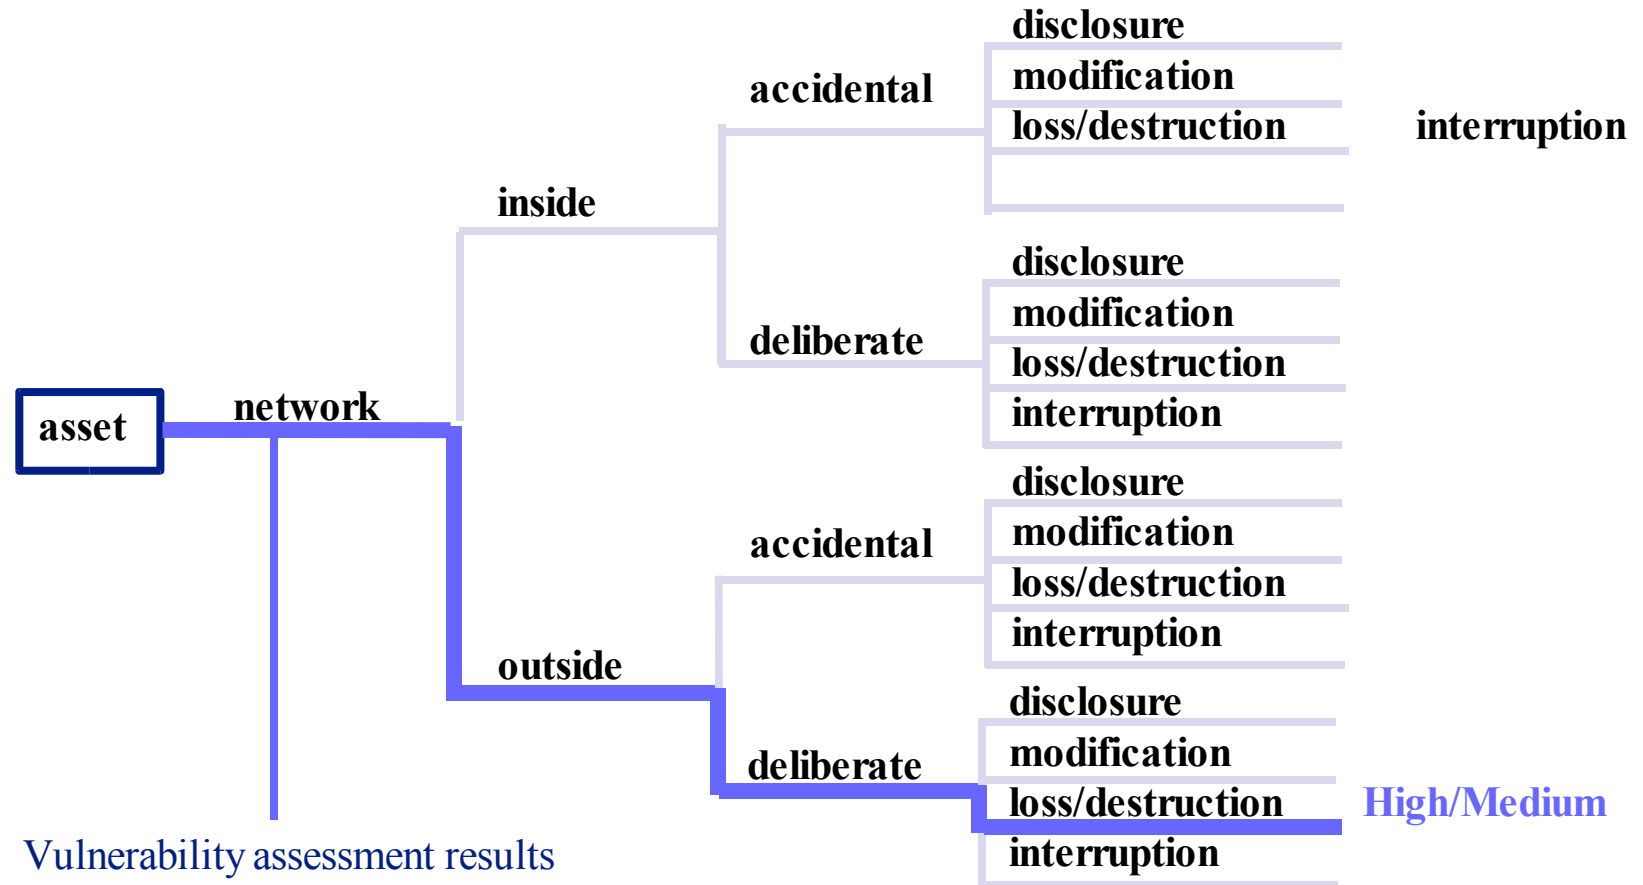 disclosure
modification
accidental
loss/destruction
interruption
inside
disclosure
modification
deliberate
loss/destruction
interruption
asset
network
disclosure
modification
accidental
loss/destruction
interruption
outside
disclosure
modification
deliberate
loss/destruction
High/Medium
interruption
Vulnerability assessment results